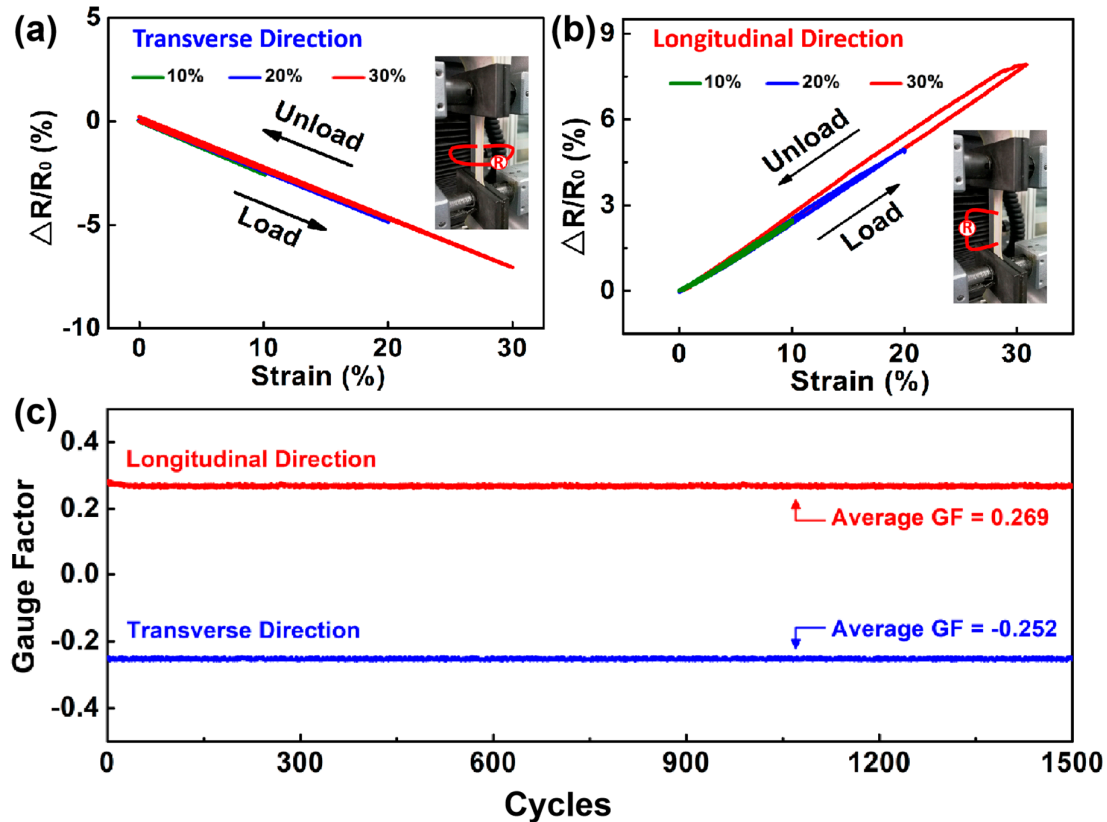 (a)
Transverse Direction
10% 20% 30%
Unload
Load
R
△R/R₀ (%)
5
0
-5
-10
0 10 20 30
Strain (%)
(b)
Longitudinal Direction
10% 20% 30%
Unload
Load
R
△R/R₀ (%)
9
6
3
0
0 10 20 30
Strain (%)
(c)
Longitudinal Direction
Average GF = 0.269
Transverse Direction
Average GF = -0.252
Gauge Factor
0.4
0.2
0.0
-0.2
-0.4
0 300 600 900 1200 1500
Cycles